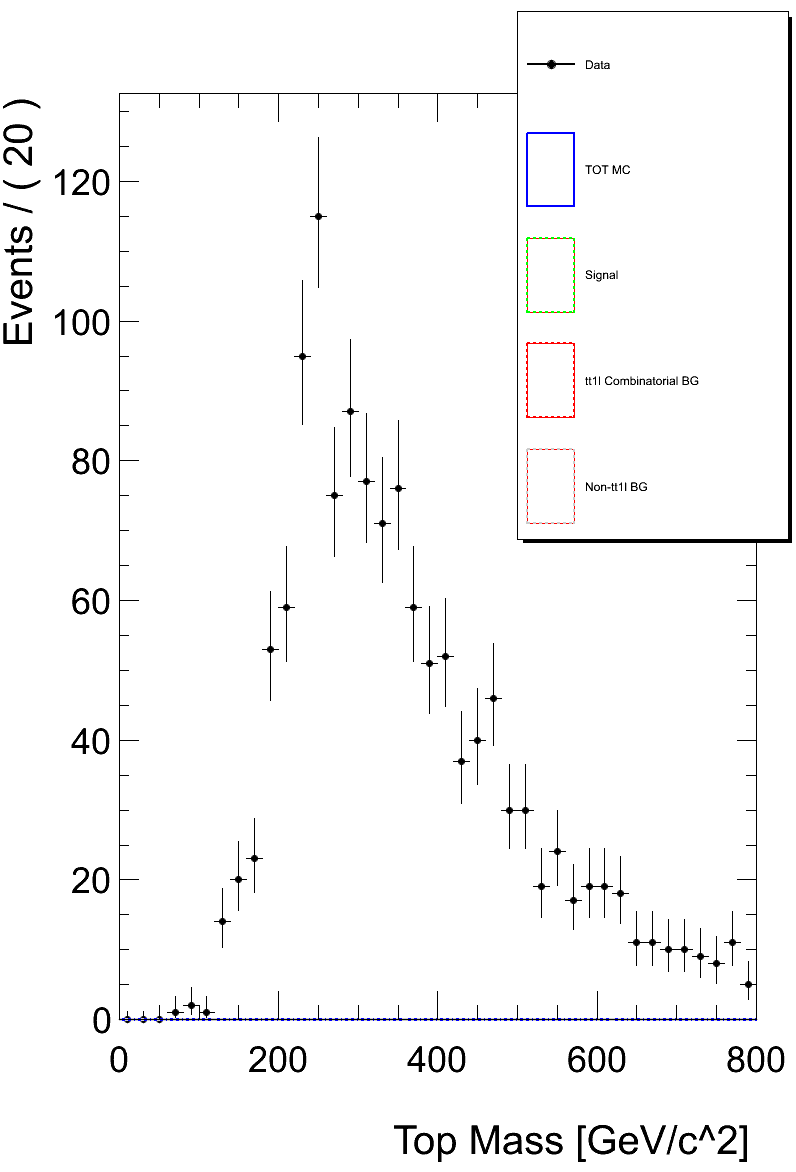 Data
TOT MC
Signal
tt1l Combinatorial BG
Non-tt1l BG
Events / ( 20 )
120
100
80
60
40
20
0
0 200 400 600 800
Top Mass [GeV/c^2]